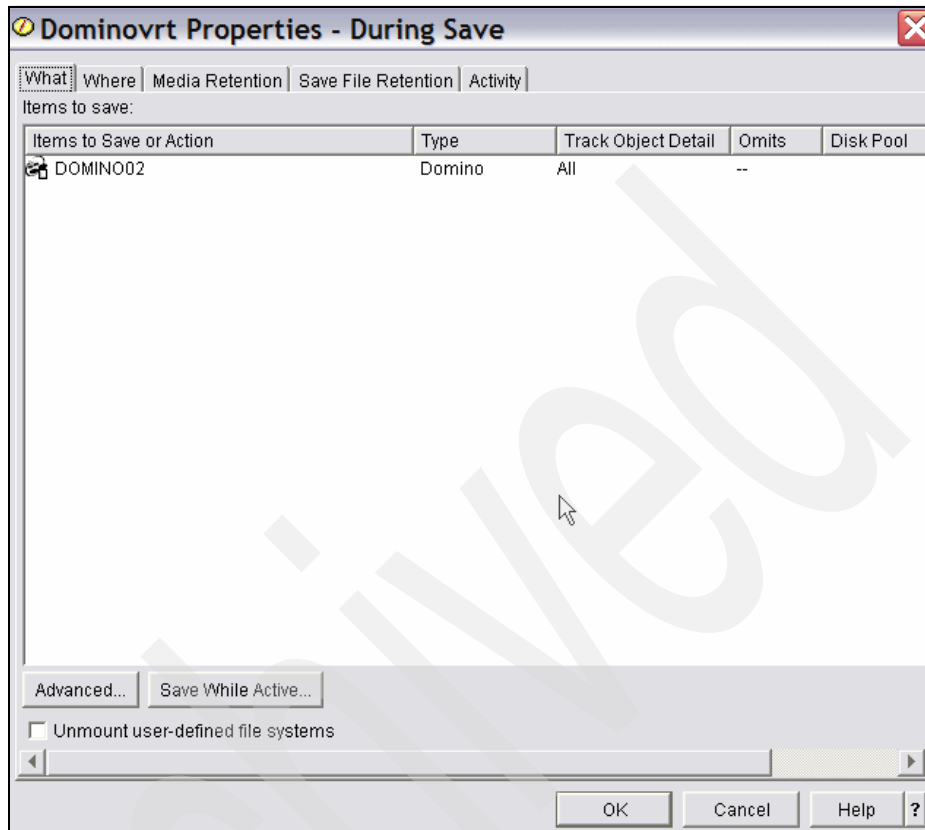 Dominovrt Properties - During Save
What Where Media Retention Save File Retention Activity
Items to save:
Items to Save or Action Type Track Object Detail Omits Disk Pool
DOMINO02 Domino All --
Advanced... Save While Active...
Unmount user-defined file systems
OK Cancel Help ?